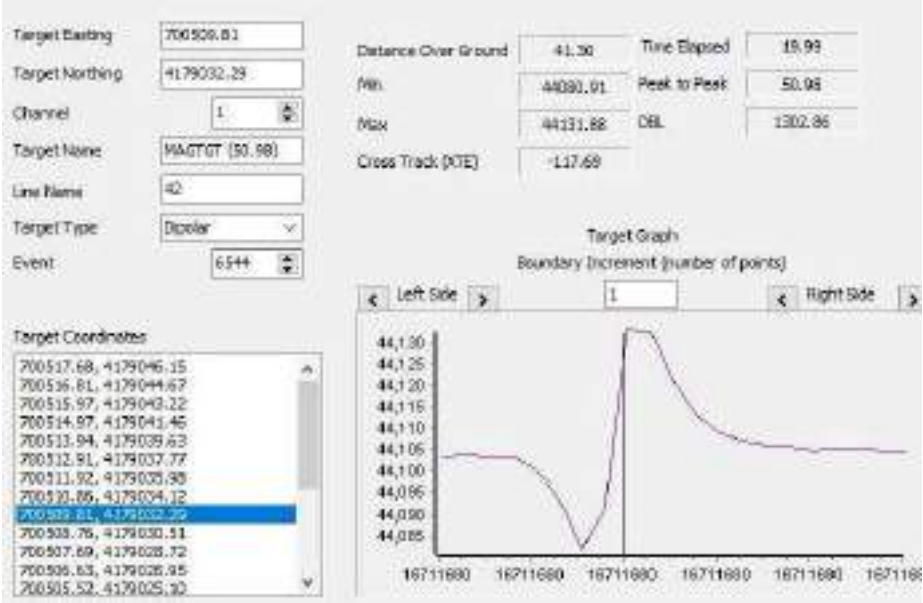 Target Easting 700509.81
Target Northing 4179032.29
Channel 1
Target Name MAGTGT (50.98)
Line Name 42
Target Type Dipolar
Event 6544
Distance Over Ground 41.30 Time Elapsed 19.99
Min 44080.91 Peak to Peak 50.98
Max 44131.88 DBL 1302.86
Cross Track (XTE) -117.69
Target Graph
Boundary Increment (number of points)
< Left Side > 1 < Right Side >
Target Coordinates
700517.68, 4179046.15
700516.81, 4179044.67
700515.97, 4179043.22
700514.97, 4179041.46
700513.94, 4179039.63
700512.91, 4179037.77
700511.92, 4179035.98
700510.86, 4179034.12
700509.81, 4179032.29
700508.76, 4179030.51
700507.69, 4179028.72
700506.63, 4179026.95
700505.52, 4179025.10
44,130
44,125
44,120
44,115
44,110
44,105
44,100
44,095
44,090
44,085
16711680 16711680 16711680 16711680 16711680 167116